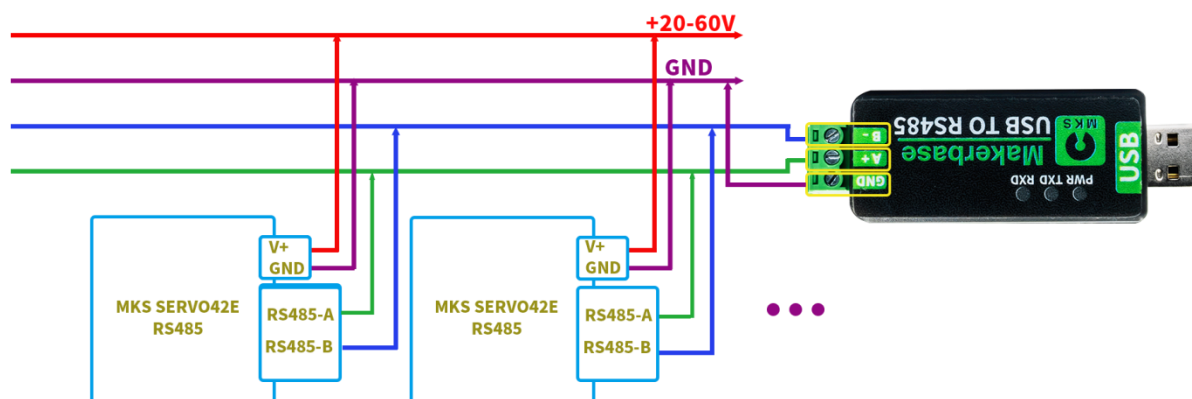 +20-60V
GND
B -
A+
GND
USB TO RS485
Makerbase
MKS
PWR TXD RXD
USB
V+
GND
MKS SERVO42E
RS485
RS485-A
RS485-B
V+
GND
MKS SERVO42E
RS485
RS485-A
RS485-B